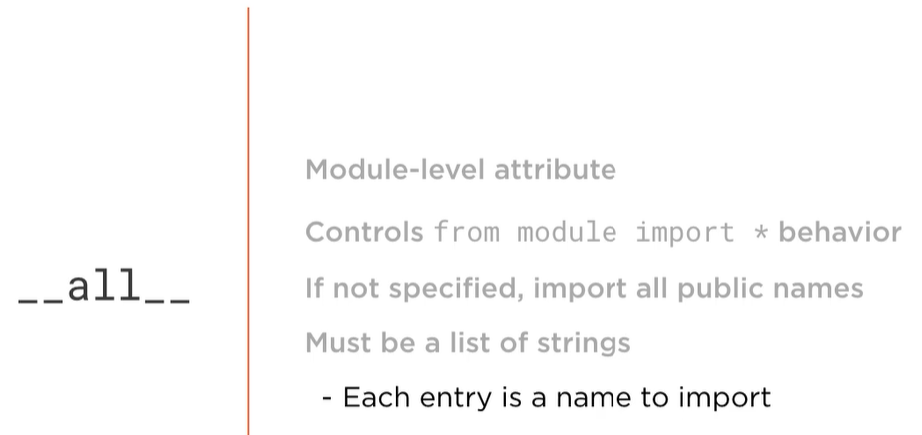 __all__
Module-level attribute
Controls from module import * behavior
If not specified, import all public names
Must be a list of strings
- Each entry is a name to import